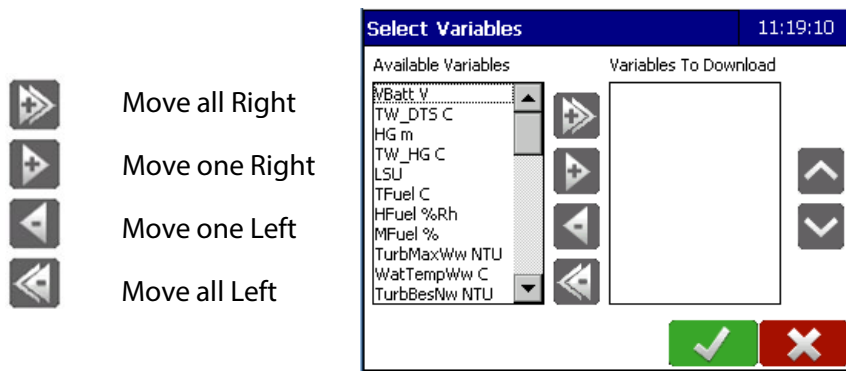 Move all Right
Move one Right
Move one Left
Move all Left
Select Variables 11:19:10
Available Variables Variables To Download
VBatt V
TW_DTS C
HG m
TW_HG C
LSU
TFuel C
HFuel %Rh
MFuel %
TurbMaxWw NTU
WatTempWw C
TurbBesNw NTU